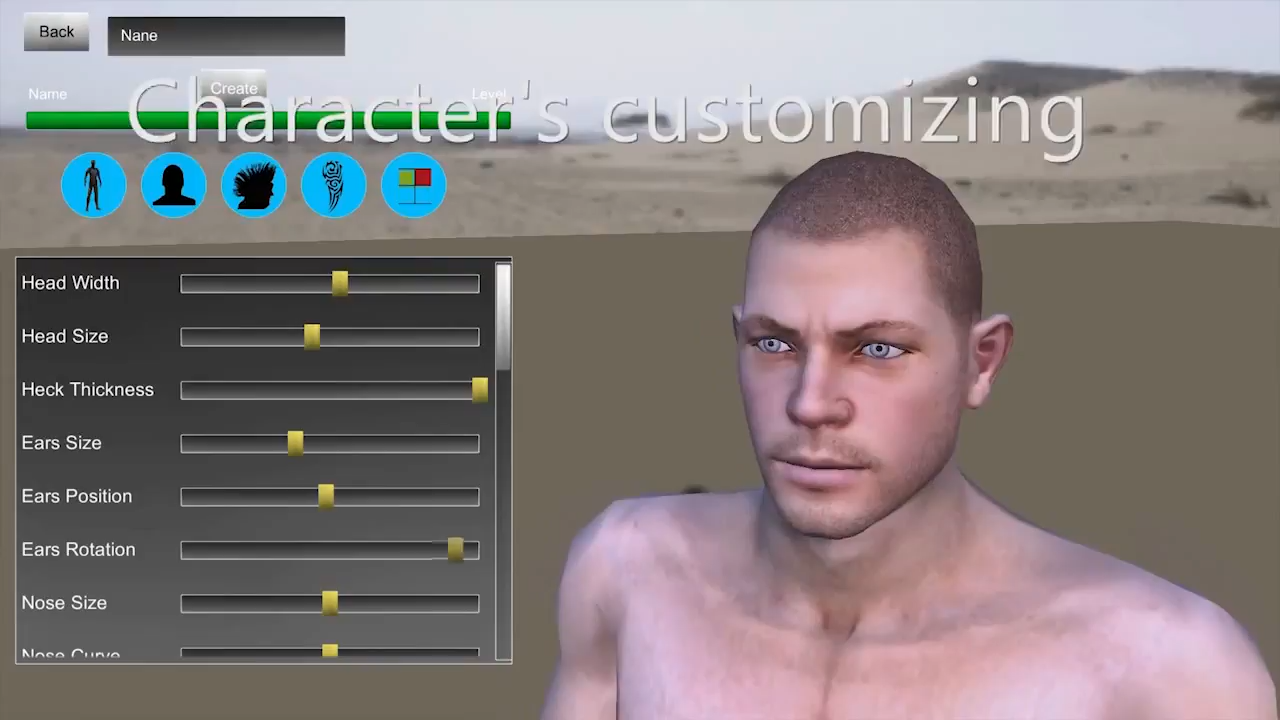 Back
Nane
Name
Create
Level
Character's customizing
Head Width
Head Size
Heck Thickness
Ears Size
Ears Position
Ears Rotation
Nose Size
Nose Curve